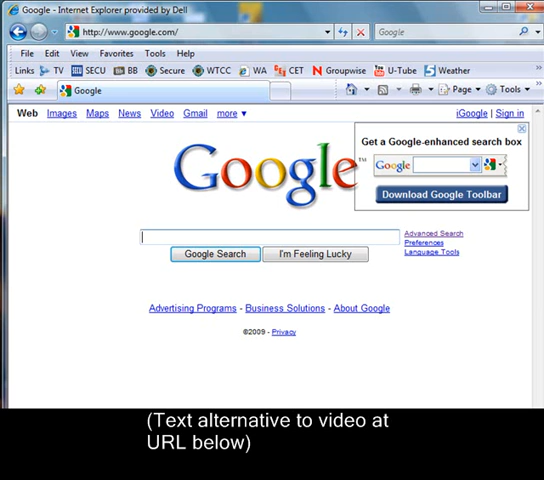 Google - Internet Explorer provided by Dell
http://www.google.com/ Google
File Edit View Favorites Tools Help
Links TV SECU BB Secure WTCC WA CET Groupwise U-Tube Weather
Google Page Tools
Web Images Maps News Video Gmail more ▼ iGoogle | Sign in
Get a Google-enhanced search box
Google
Download Google Toolbar
Google™
Advanced Search
Preferences
Language Tools
Google Search I'm Feeling Lucky
Advertising Programs - Business Solutions - About Google
©2009 - Privacy
(Text alternative to video at
URL below)